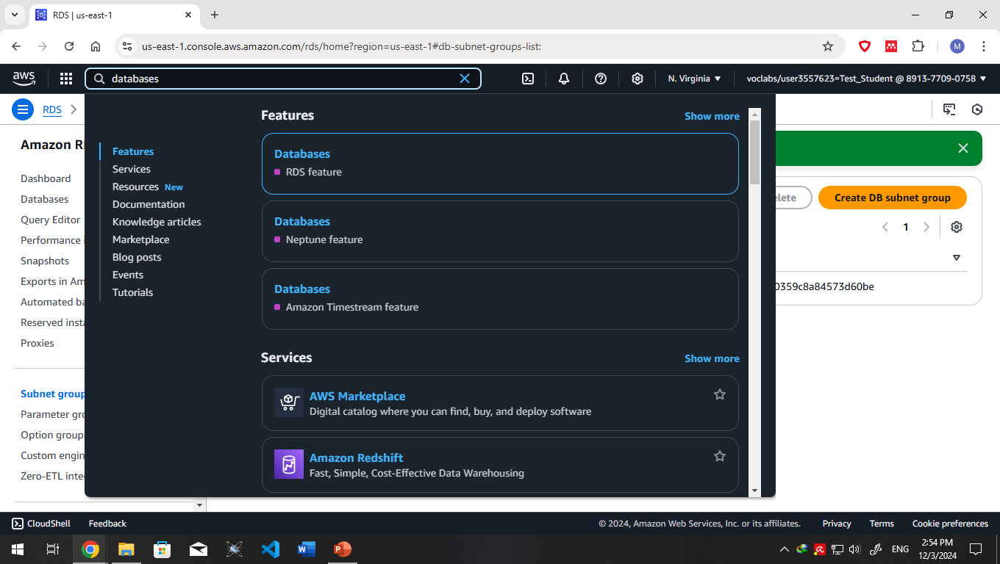 RDS | us-east-1
us-east-1.console.aws.amazon.com/rds/home?region=us-east-1#db-subnet-groups-list:
M
aws
databases
N. Virginia
voclabs/user3557623=Test_Student @ 8913-7709-0758
RDS
Amazon R
Dashboard
Databases
Query Editor
Performance i
Snapshots
Exports in Am
Automated ba
Reserved insta
Proxies
Subnet group
Parameter gro
Option groups
Custom engin
Zero-ETL inte
Features
Services
Resources New
Documentation
Knowledge articles
Marketplace
Blog posts
Events
Tutorials
Features
Show more
Databases
RDS feature
Databases
Neptune feature
Databases
Amazon Timestream feature
Services
Show more
AWS Marketplace
Digital catalog where you can find, buy, and deploy software
Amazon Redshift
Fast, Simple, Cost-Effective Data Warehousing
lete
Create DB subnet group
1
0359c8a84573d60be
CloudShell
Feedback
© 2024, Amazon Web Services, Inc. or its affiliates.
Privacy
Terms
Cookie preferences
ENG
2:54 PM
12/3/2024